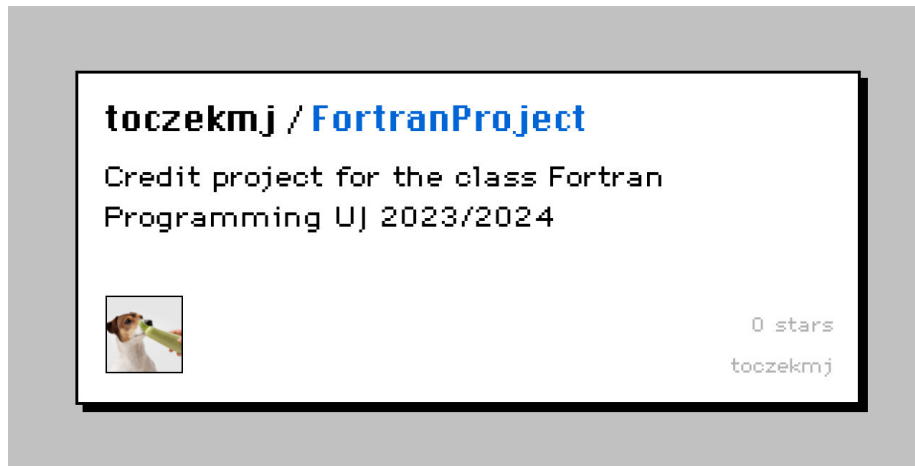 toczekmj / FortranProject
Credit project for the class Fortran
Programming UJ 2023/2024
0 stars
toczekmj